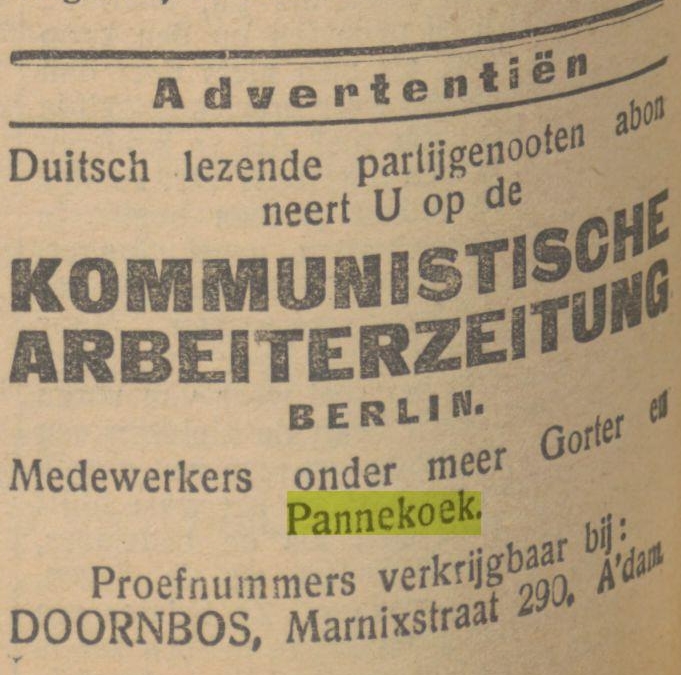 Advertentiën
Duitsch lezende partijgenooten abon
neert U op de
KOMMUNISTISCHE
ARBEITERZEITUNG
BERLIN.
Medewerkers onder meer Gorter en
Pannekoek.
Proefnummers verkrijgbaar bij:
DOORNBOS, Marnixstraat 290. A'dam